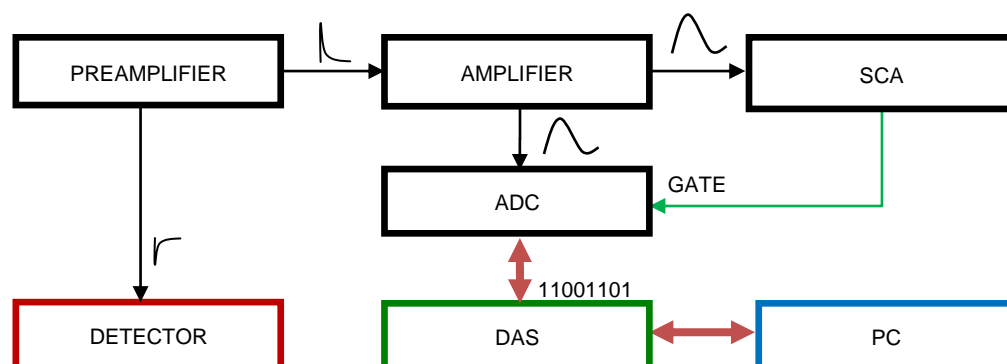 PREAMPLIFIER
AMPLIFIER
SCA
ADC
GATE
11001101
DETECTOR
DAS
PC